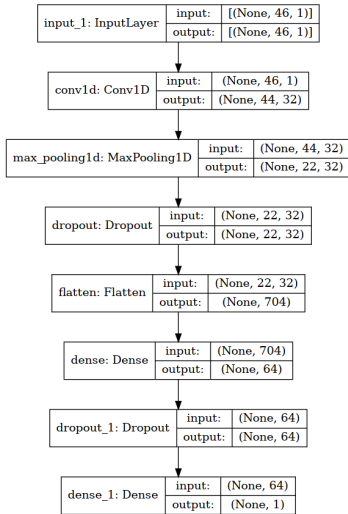 input_1: InputLayer input: [(None, 46, 1)]
output: [(None, 46, 1)]
conv1d: Conv1D input: (None, 46, 1)
output: (None, 44, 32)
max_pooling1d: MaxPooling1D input: (None, 44, 32)
output: (None, 22, 32)
dropout: Dropout input: (None, 22, 32)
output: (None, 22, 32)
flatten: Flatten input: (None, 22, 32)
output: (None, 704)
dense: Dense input: (None, 704)
output: (None, 64)
dropout_1: Dropout input: (None, 64)
output: (None, 64)
dense_1: Dense input: (None, 64)
output: (None, 1)